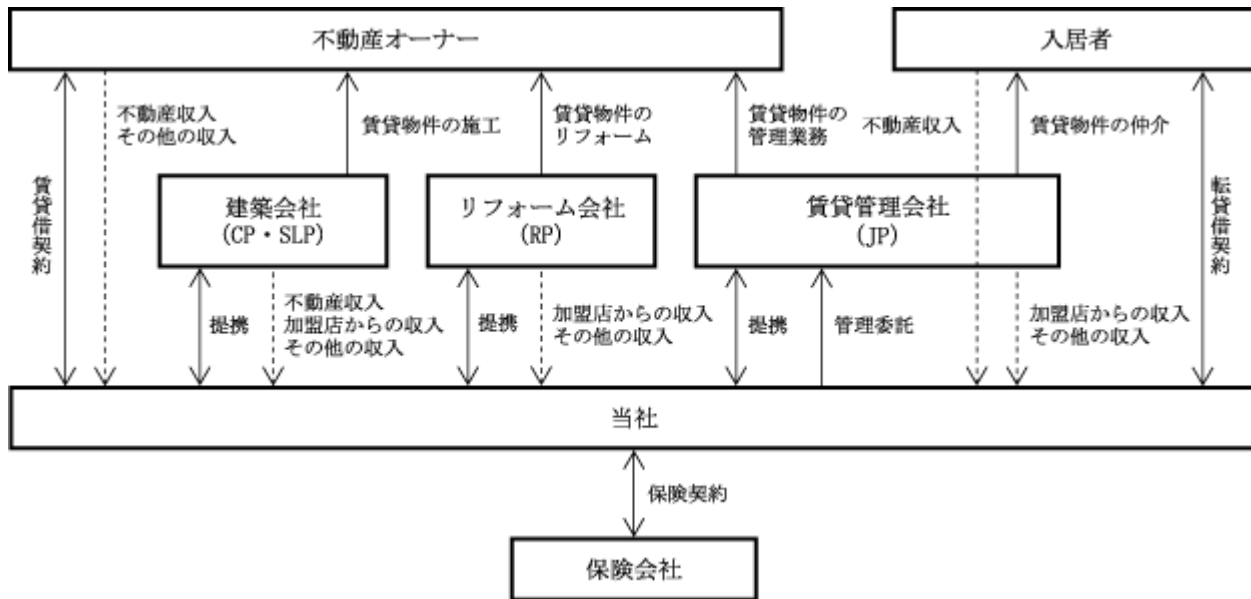 不動産オーナー
入居者
不動産収入
その他の収入
賃貸物件の施工
賃貸物件の
リフォーム
賃貸物件の
管理業務
不動産収入
賃貸物件の仲介
賃貸借契約
建築会社
(CP・SLP)
リフォーム会社
(RP)
賃貸管理会社
(JP)
転貸借契約
提携
不動産収入
加盟店からの収入
その他の収入
提携
加盟店からの収入
その他の収入
提携
管理委託
加盟店からの収入
その他の収入
当社
保険契約
保険会社